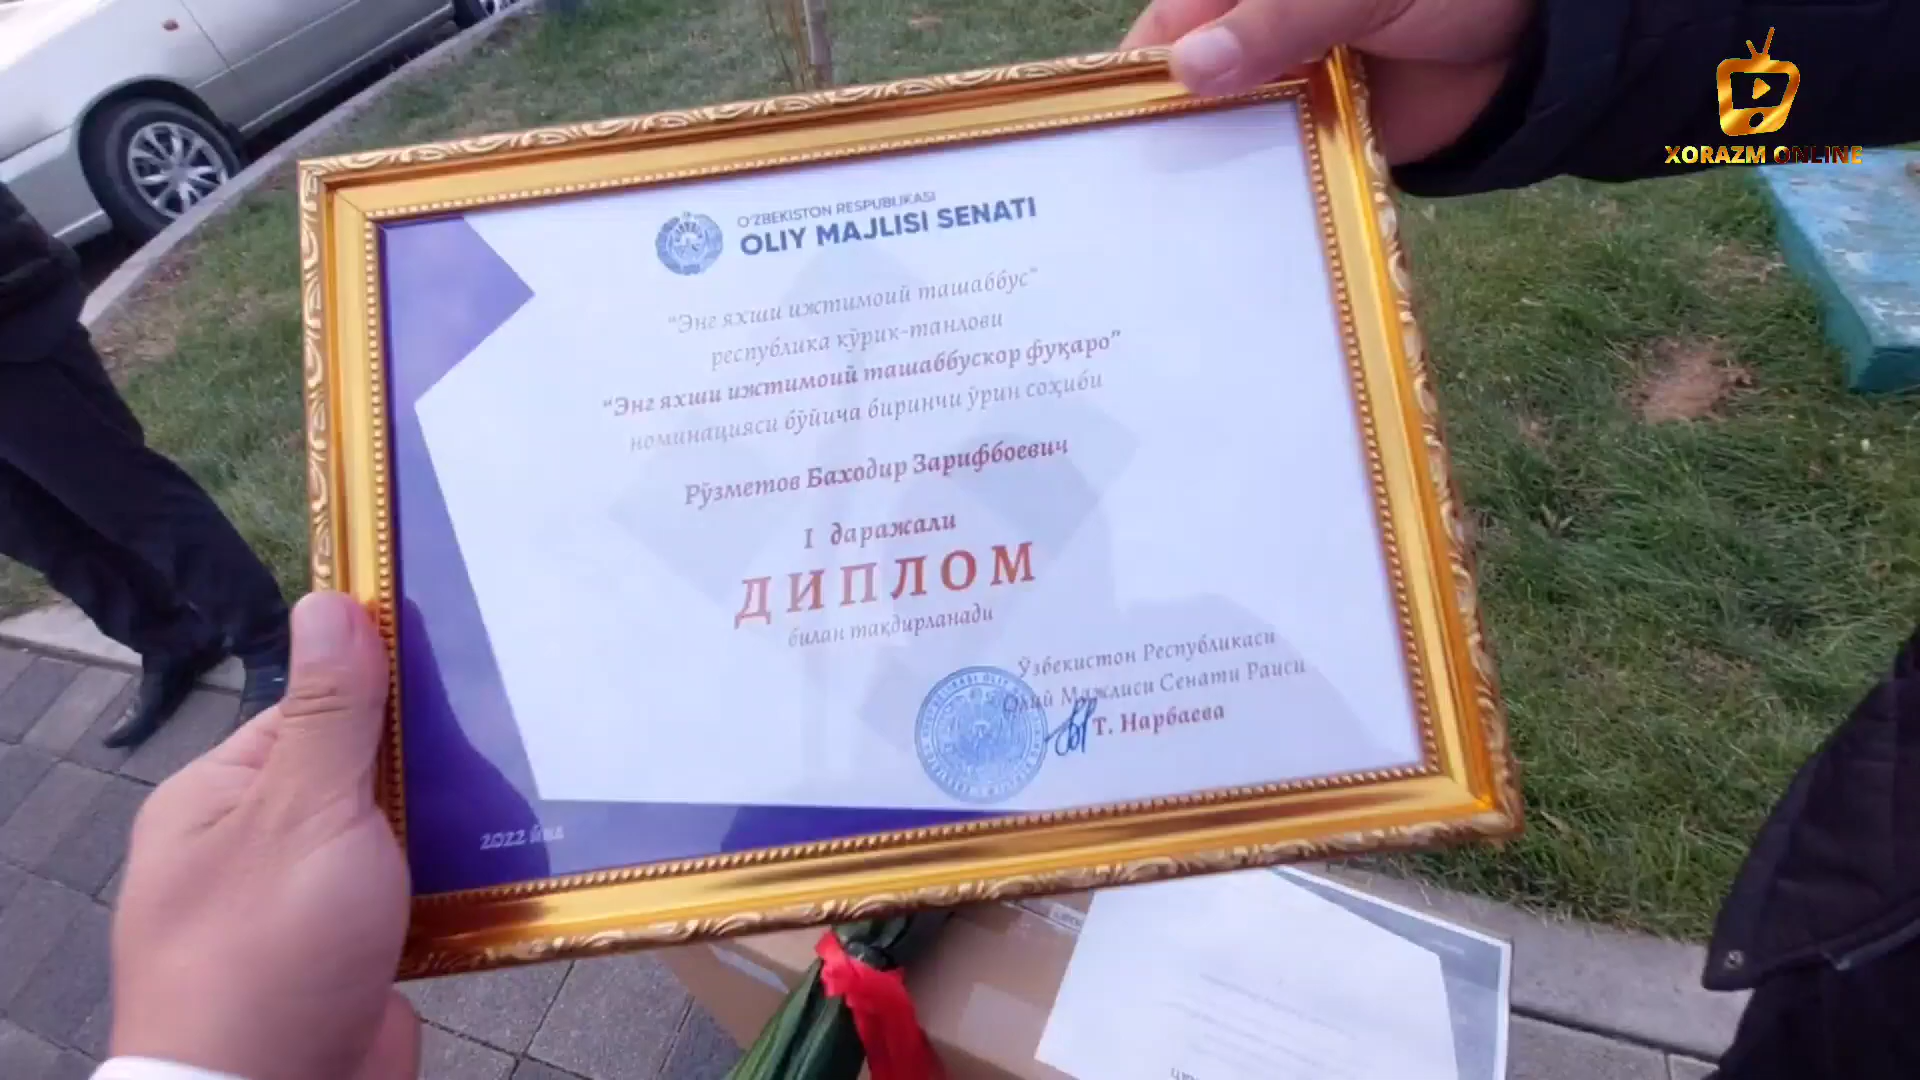 XORAZM ONLINE
O‘ZBEKISTON RESPUBLIKASI
OLIY MAJLISI SENATI
“Энг яхши ижтимоий ташаббус”
республика кўрик-танлови
“Энг яхши ижтимоий ташаббускор фуқаро”
номинацияси бўйича биринчи ўрин соҳиби
Рўзметов Баходир Зарифбоевич
I даражали
ДИПЛОМ
билан тақдирланади
Ўзбекистон Республикаси
Олий Мажлиси Сенати Раиси
Т. Нарбаева
2022 йил